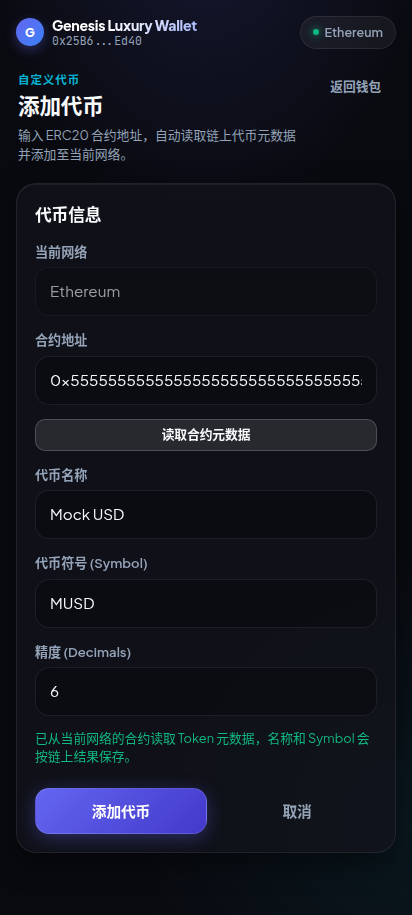 G
Genesis Luxury Wallet
0x25B6...Ed40
Ethereum
自定义代币
添加代币
返回钱包
输入 ERC20 合约地址，自动读取链上代币元数据
并添加至当前网络。
代币信息
当前网络
Ethereum
合约地址
0x5555555555555555555555555555555555
读取合约元数据
代币名称
Mock USD
代币符号 (Symbol)
MUSD
精度 (Decimals)
6
已从当前网络的合约读取 Token 元数据，名称和 Symbol 会
按链上结果保存。
添加代币
取消